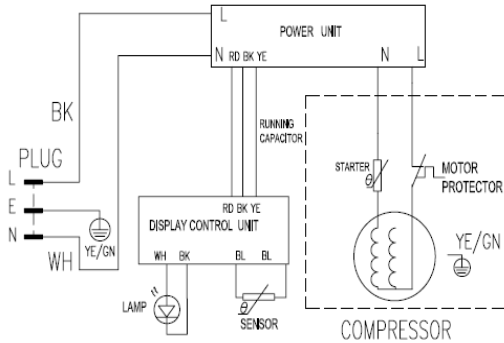 L
POWER UNIT
N RD BK YE
N L
BK
RUNNING
CAPACITOR
PLUG
L
E
N
YE/GN
WH
STARTER
θ
MOTOR
PROTECTOR
RD BK YE
DISPLAY CONTROL UNIT
WH BK BL BL
LAMP
θ
SENSOR
YE/GN
COMPRESSOR